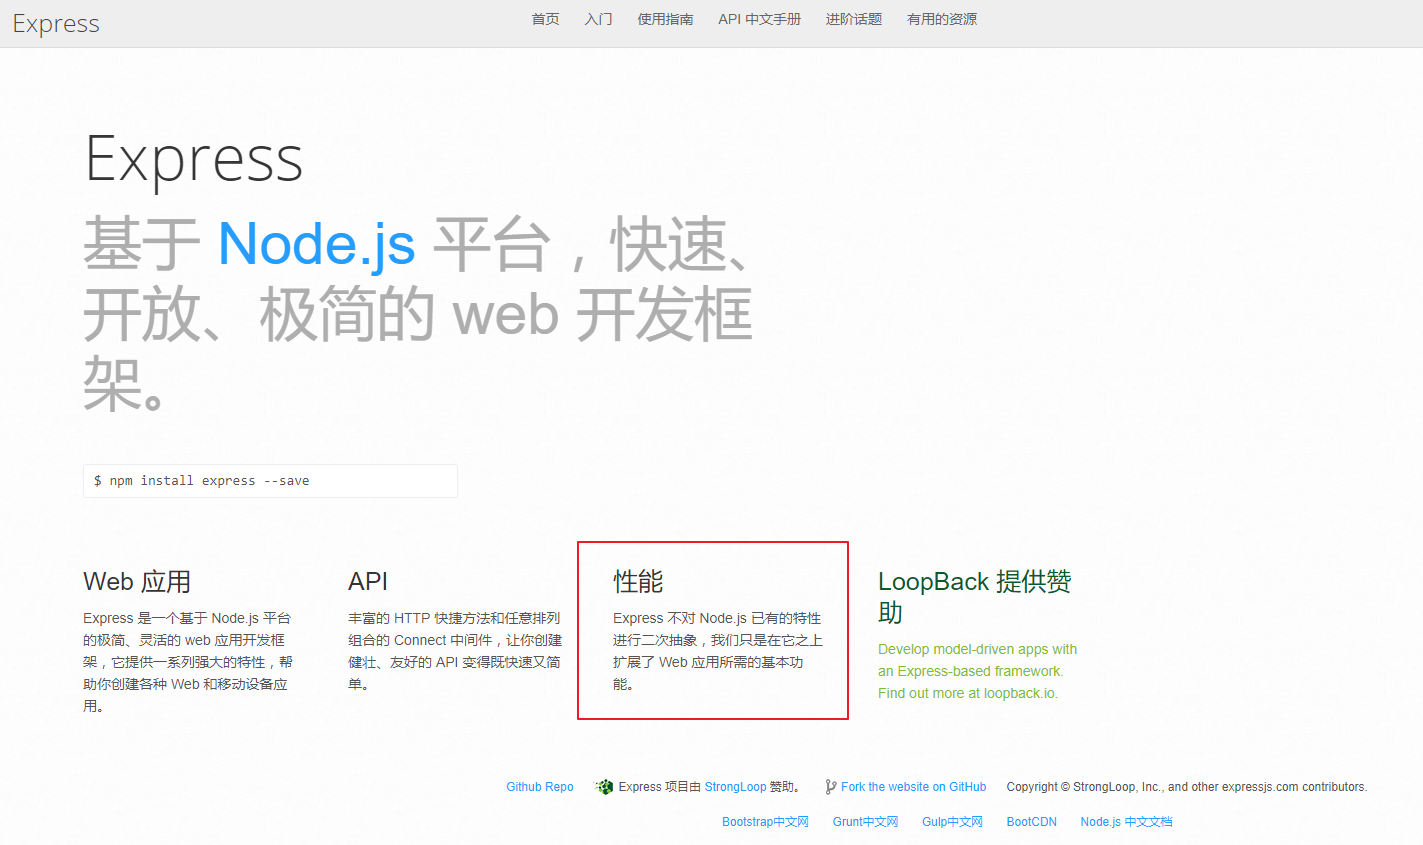 Express
首页 入门 使用指南 API 中文手册 进阶话题 有用的资源
Express
基于 Node.js 平台，快速、
开放、极简的 web 开发框
架。
$ npm install express --save
Web 应用
Express 是一个基于 Node.js 平台
的极简、灵活的 web 应用开发框
架，它提供一系列强大的特性，帮
助你创建各种 Web 和移动设备应
用。
API
丰富的 HTTP 快捷方法和任意排列
组合的 Connect 中间件，让你创建
健壮、友好的 API 变得既快速又简
单。
性能
Express 不对 Node.js 已有的特性
进行二次抽象，我们只是在它之上
扩展了 Web 应用所需的基本功
能。
LoopBack 提供赞
助
Develop model-driven apps with
an Express-based framework.
Find out more at loopback.io.
Github Repo Express 项目由 StrongLoop 赞助。 Fork the website on GitHub Copyright © StrongLoop, Inc., and other expressjs.com contributors.
Bootstrap中文网 Grunt中文网 Gulp中文网 BootCDN Node.js 中文文档